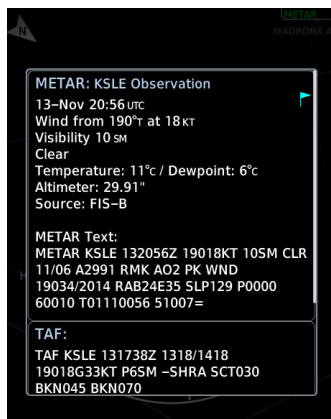 METAR
N
MADRONA A
METAR: KSLE Observation
13-Nov 20:56 UTC
Wind from 190°T at 18 KT
Visibility 10 SM
Clear
Temperature: 11°C / Dewpoint: 6°C
Altimeter: 29.91"
Source: FIS-B
METAR Text:
METAR KSLE 132056Z 19018KT 10SM CLR
11/06 A2991 RMK AO2 PK WND
19034/2014 RAB24E35 SLP129 P0000
60010 T01110056 51007=
TAF:
TAF KSLE 131738Z 1318/1418
19018G33KT P6SM -SHRA SCT030
BKN045 BKN070